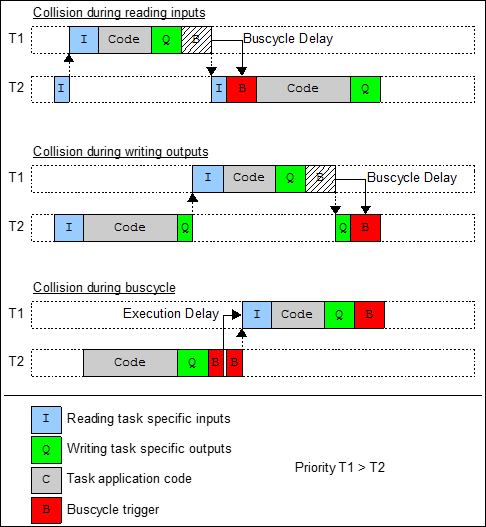 Collision during reading inputs
T1 I Code Q B Buscycle Delay
T2 I I B Code Q
Collision during writing outputs
T1 I Code Q B Buscycle Delay
T2 I Code Q Q B
Collision during buscycle
T1 Execution Delay I Code Q B
T2 Code Q B B
I Reading task specific inputs
Q Writing task specific outputs
C Task application code
B Buscycle trigger
Priority T1 > T2